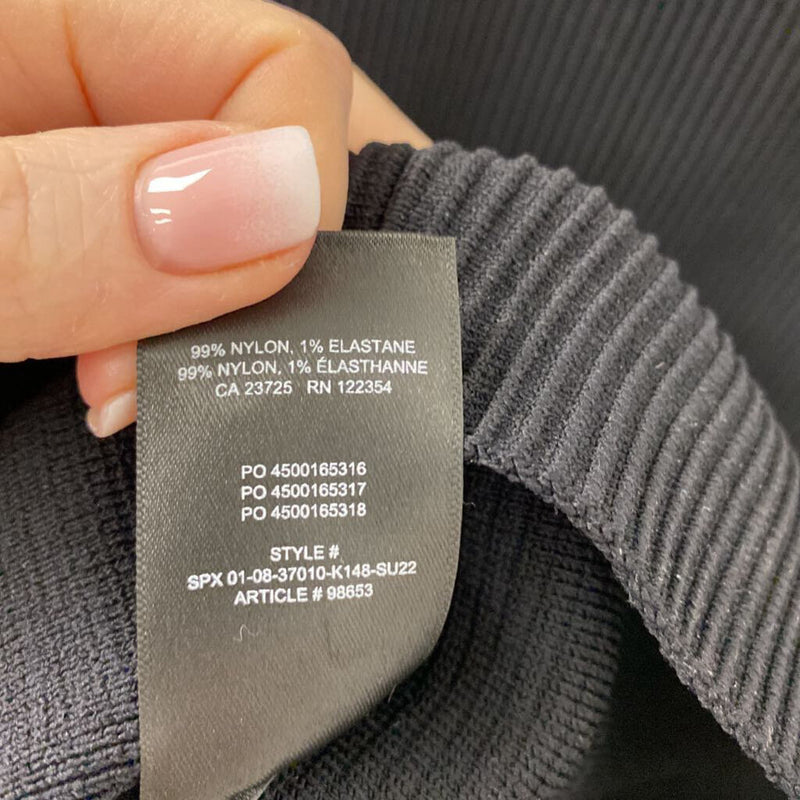 99% NYLON, 1% ELASTANE
99% NYLON, 1% ÉLASTHANNE
CA 23725 RN 122354
PO 4500165316
PO 4500165317
PO 4500165318
STYLE #
SPX 01-08-37010-K148-SU22
ARTICLE # 98653